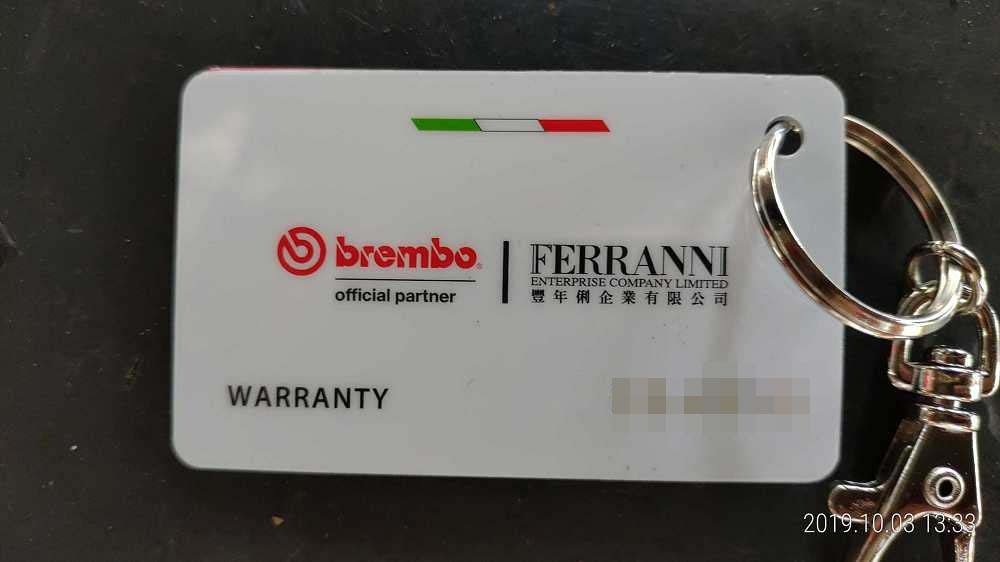 brembo
official partner
FERRANNI
ENTERPRISE COMPANY LIMITED
豐年俐企業有限公司
WARRANTY
2019.10.03 13:33